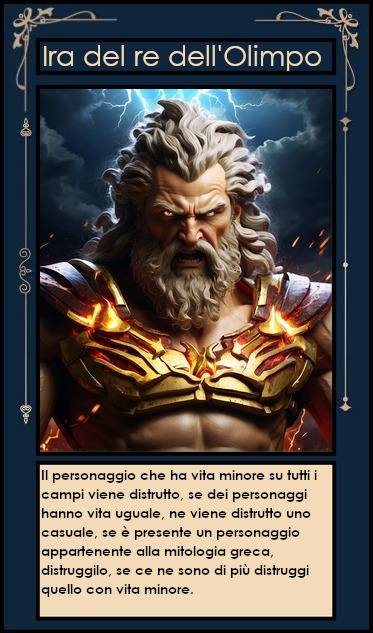 Ira del re dell'Olimpo
Il personaggio che ha vita minore su tutti i
campi viene distrutto, se dei personaggi
hanno vita uguale, ne viene distrutto uno
casuale, se è presente un personaggio
appartenente alla mitologia greca,
distruggilo, se ce ne sono di più distruggi
quello con vita minore.